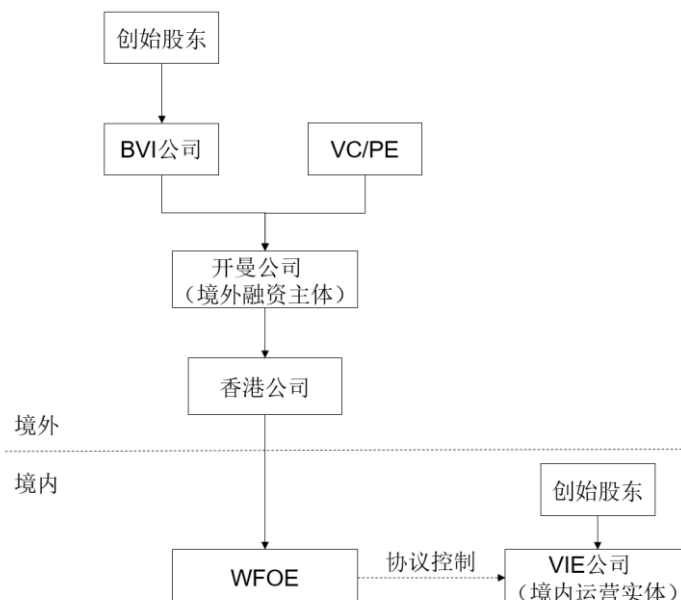 创始股东
BVI公司
VC/PE
开曼公司
（境外融资主体）
香港公司
境外
境内
创始股东
WFOE
协议控制
VIE公司
（境内运营实体）